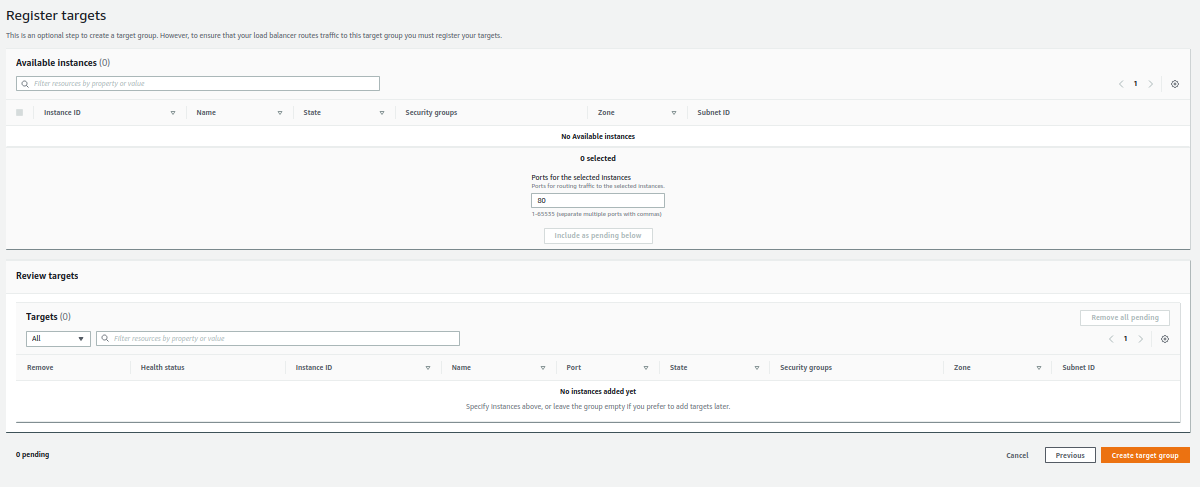 Register targets
This is an optional step to create a target group. However, to ensure that your load balancer routes traffic to this target group you must register your targets.
Available instances (0)
Filter resources by property or value
1
Instance ID Name State Security groups Zone Subnet ID
No Available instances
0 selected
Ports for the selected instances
Ports for routing traffic to the selected instances.
80
1-65535 (separate multiple ports with commas)
Include as pending below
Review targets
Targets (0)
Remove all pending
All Filter resources by property or value 1
Remove Health status Instance ID Name Port State Security groups Zone Subnet ID
No instances added yet
Specify instances above, or leave the group empty if you prefer to add targets later.
0 pending
Cancel Previous Create target group